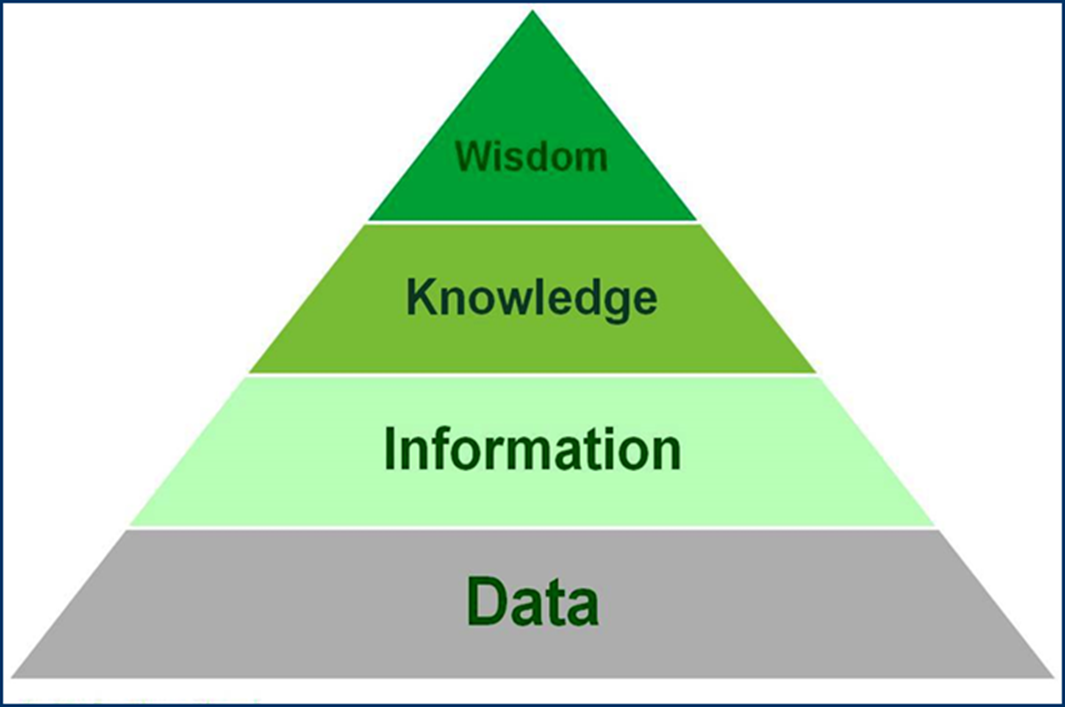 Wisdom
Knowledge
Information
Data